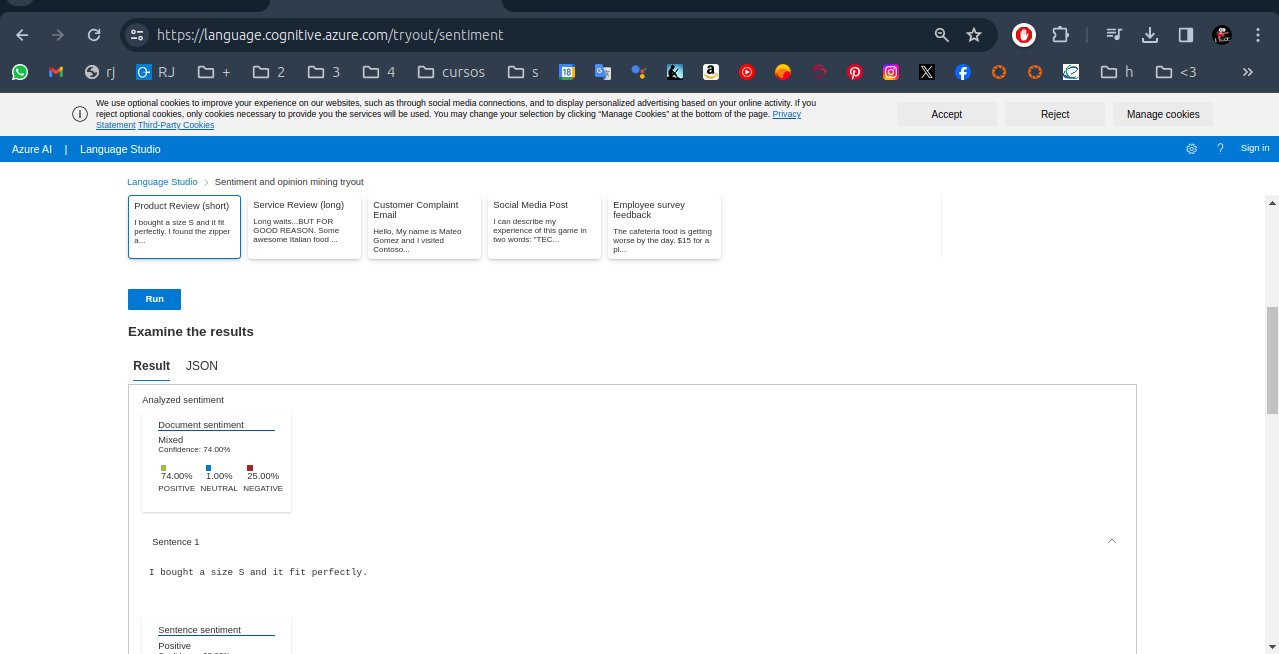 https://language.cognitive.azure.com/tryout/sentiment
rj
RJ
+
2
3
4
cursos
s
18
h
<3
We use optional cookies to improve your experience on our websites, such as through social media connections, and to display personalized advertising based on your online activity. If you
reject optional cookies, only cookies necessary to provide you the services will be used. You may change your selection by clicking “Manage Cookies” at the bottom of the page. Privacy
Statement Third-Party Cookies
Accept
Reject
Manage cookies
Azure AI | Language Studio
? Sign in
Language Studio > Sentiment and opinion mining tryout
Product Review (short)
I bought a size S and it fit
perfectly. I found the zipper
a...
Service Review (long)
Long waits...BUT FOR
GOOD REASON. Some
awesome Italian food ...
Customer Complaint
Email
Hello, My name is Mateo
Gomez and I visited
Contoso...
Social Media Post
I can describe my
experience of this game in
two words: "TEC...
Employee survey
feedback
The cafeteria food is getting
worse by the day. $15 for a
pi...
Run
Examine the results
Result JSON
Analyzed sentiment
Document sentiment
Mixed
Confidence: 74.00%
74.00% 1.00% 25.00%
POSITIVE NEUTRAL NEGATIVE
Sentence 1
I bought a size S and it fit perfectly.
Sentence sentiment
Positive